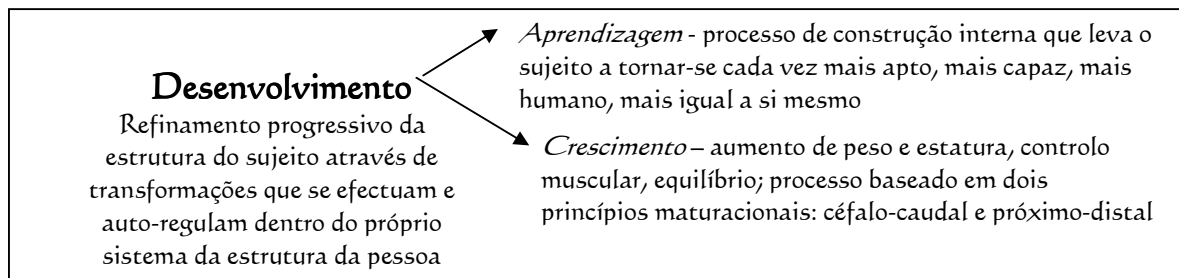 Desenvolvimento
Refinamento progressivo da
estrutura do sujeito através de
transformações que se efectuam e
auto-regulam dentro do próprio
sistema da estrutura da pessoa
Aprendizagem - processo de construção interna que leva o
sujeito a tornar-se cada vez mais apto, mais capaz, mais
humano, mais igual a si mesmo
Crescimento – aumento de peso e estatura, controlo
muscular, equilíbrio; processo baseado em dois
princípios maturacionais: céfalo-caudal e próximo-distal